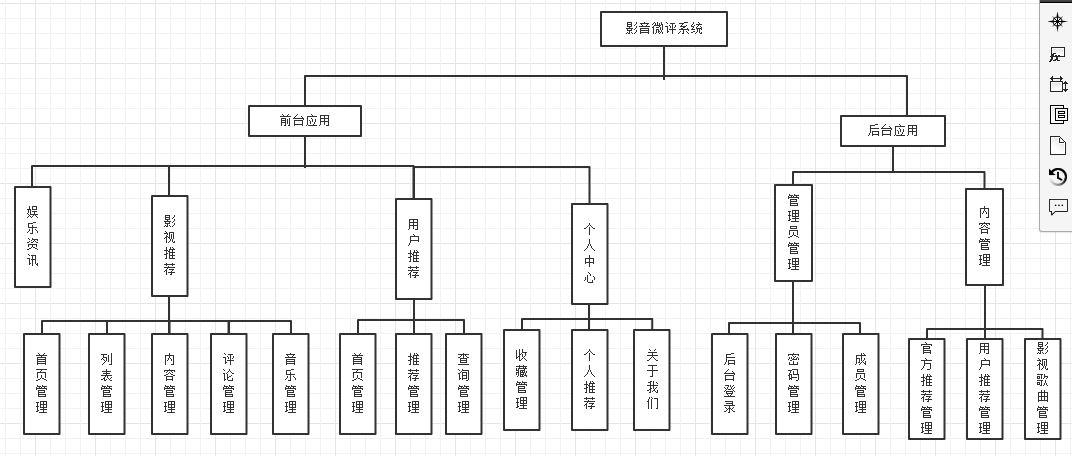 影音微评系统
前台应用
后台应用
娱乐资讯
影视推荐
用户推荐
个人中心
管理员管理
内容管理
首页管理
列表管理
内容管理
评论管理
音乐管理
首页管理
推荐管理
查询管理
收藏管理
个人推荐
关于我们
后台登录
密码管理
成员管理
官方推荐管理
用户推荐管理
影视歌曲管理